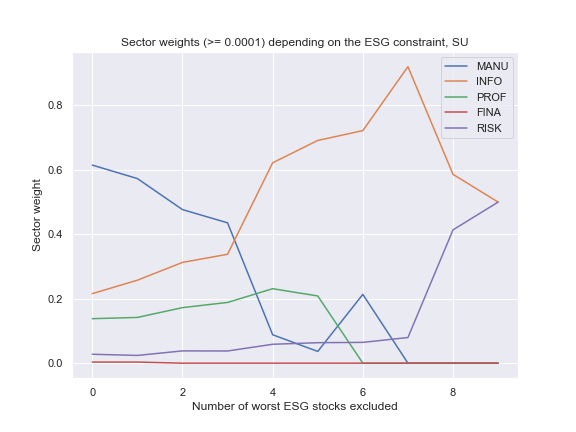 Sector weights (>= 0.0001) depending on the ESG constraint, SU
MANU
INFO
PROF
FINA
RISK
Sector weight
0.8
0.6
0.4
0.2
0.0
0 2 4 6 8
Number of worst ESG stocks excluded